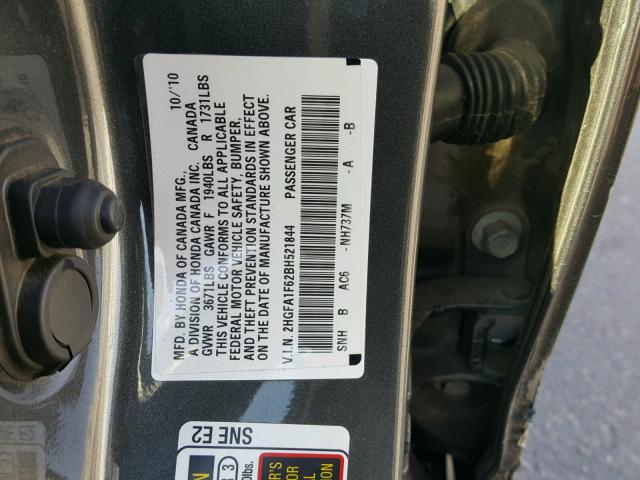 MFD. BY HONDA OF CANADA MFG. 10/'10
A DIVISION OF HONDA CANADA INC. CANADA
GVWR 3671LBS GAWR F 1940LBS R 1731LBS
THIS VEHICLE CONFORMS TO ALL APPLICABLE
FEDERAL MOTOR VEHICLE SAFETY, BUMPER,
AND THEFT PREVENTION STANDARDS IN EFFECT
ON THE DATE OF MANUFACTURE SHOWN ABOVE.
V.I.N. 2HGFA1F62BH521844 PASSENGER CAR
SNH B AC6 -NH737M -A -B
SNE E2